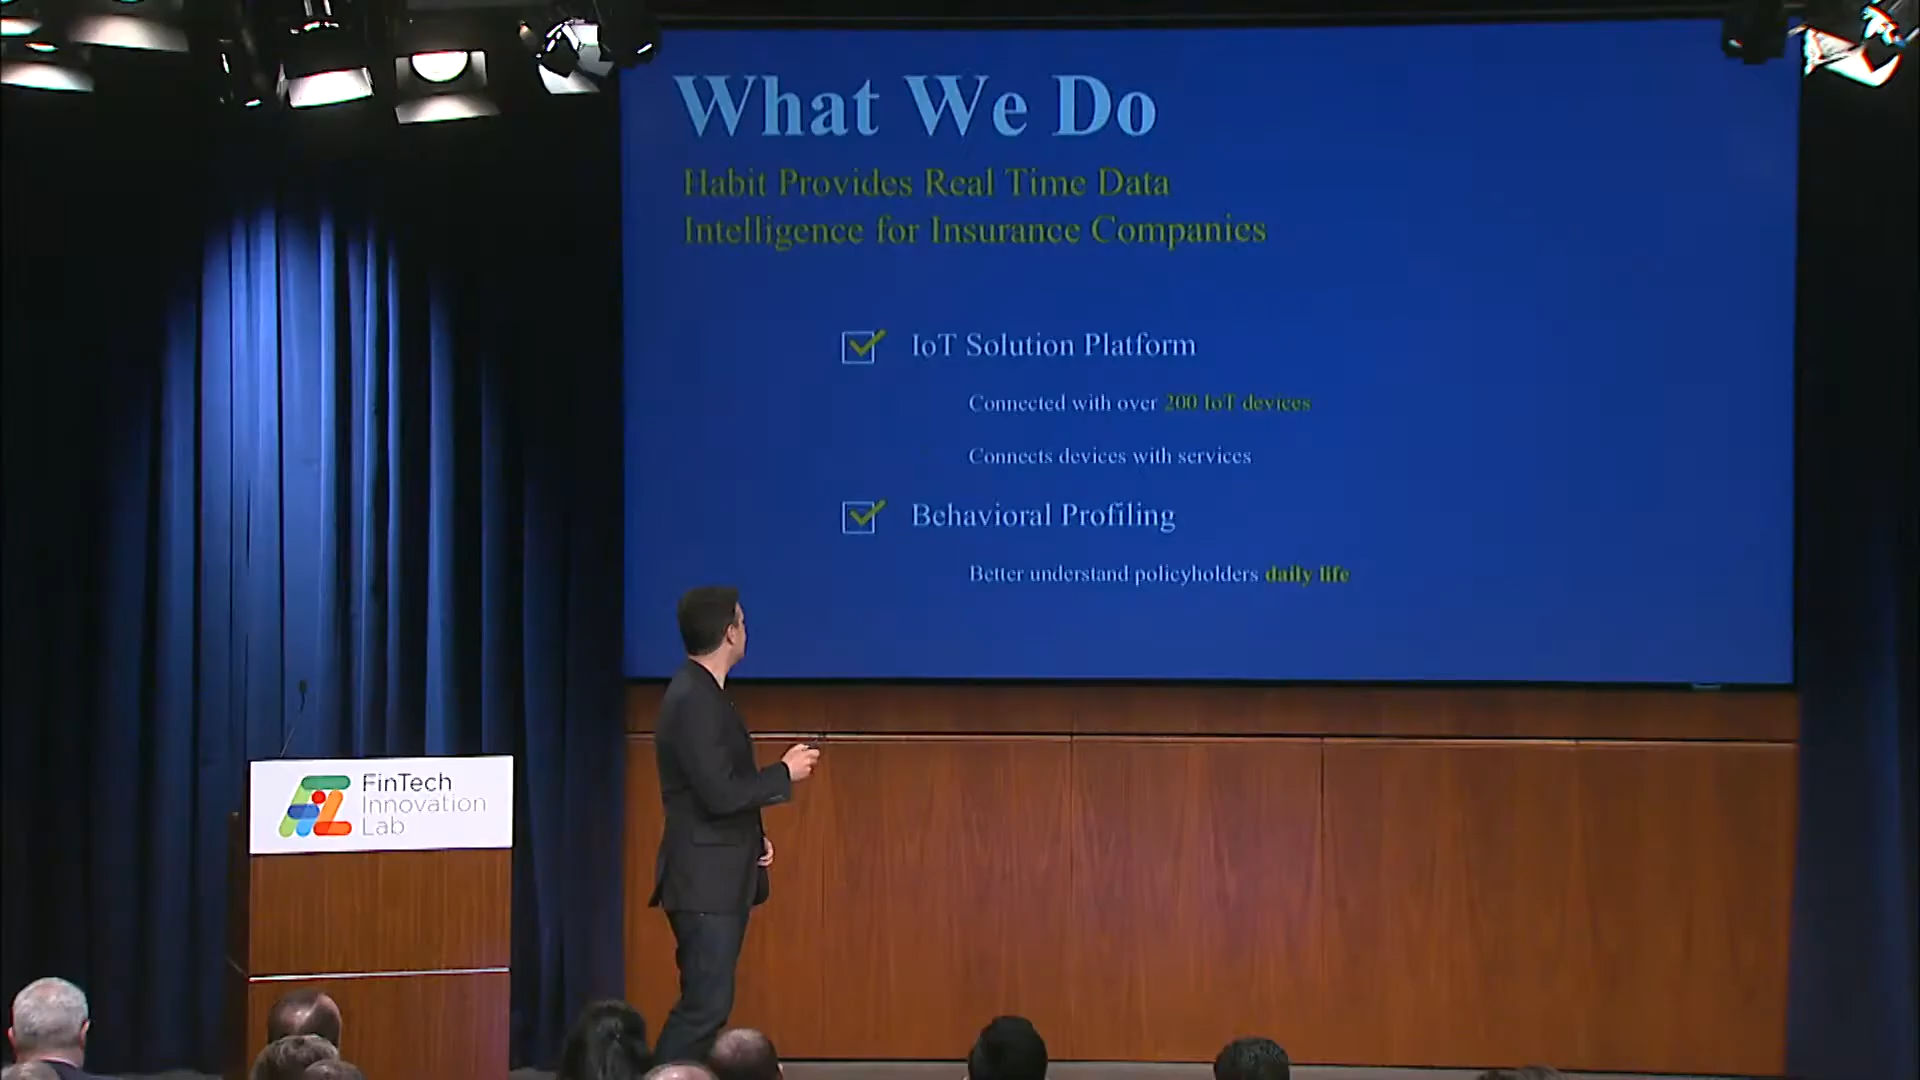 What We Do
Habit Provides Real Time Data
Intelligence for Insurance Companies
IoT Solution Platform
Connected with over 200 IoT devices
Connects devices with services
Behavioral Profiling
Better understand policyholders daily life
FinTech
Innovation
Lab